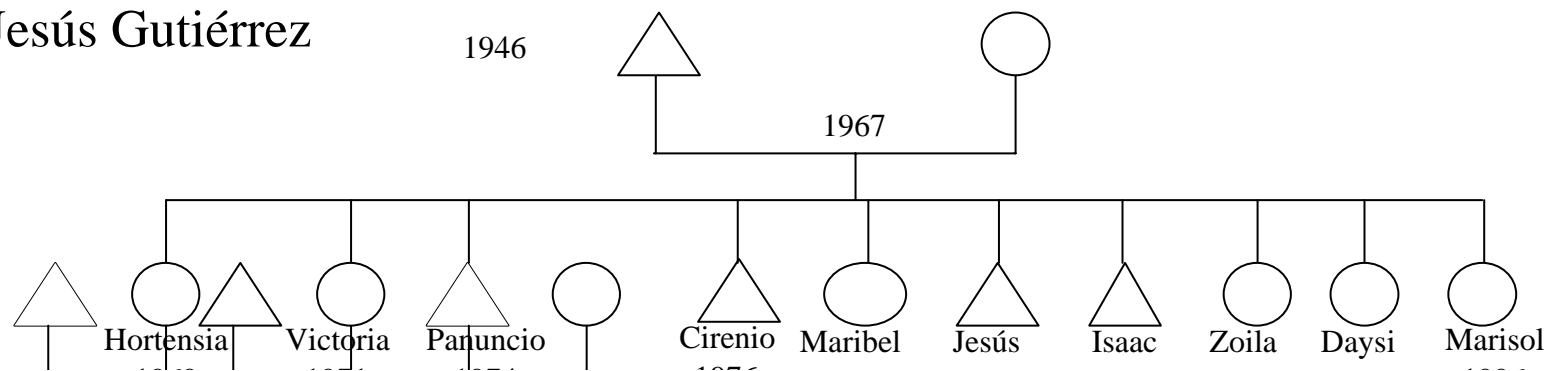 Jesús Gutiérrez
1946
1967
Hortensia Victoria Panuncio Cirenio Maribel Jesús Isaac Zoila Daysi Marisol